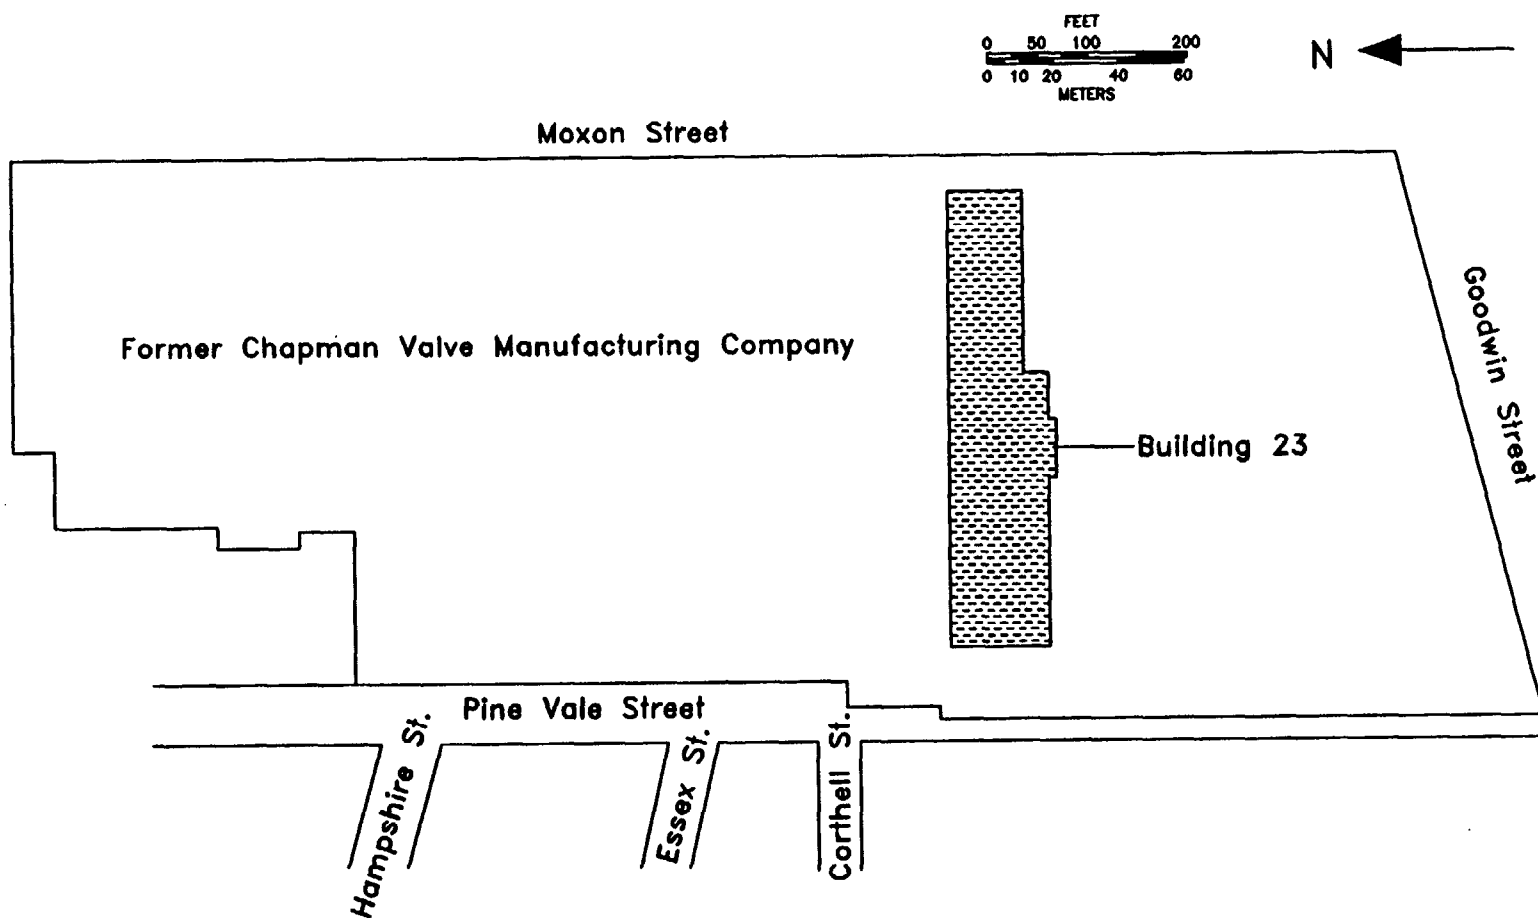 FEET
0 50 100 200
0 10 20 40 60
METERS
N
Moxon Street
Goodwin Street
Former Chapman Valve Manufacturing Company
Building 23
Pine Vale Street
Hampshire St.
Essex St.
Corthell St.